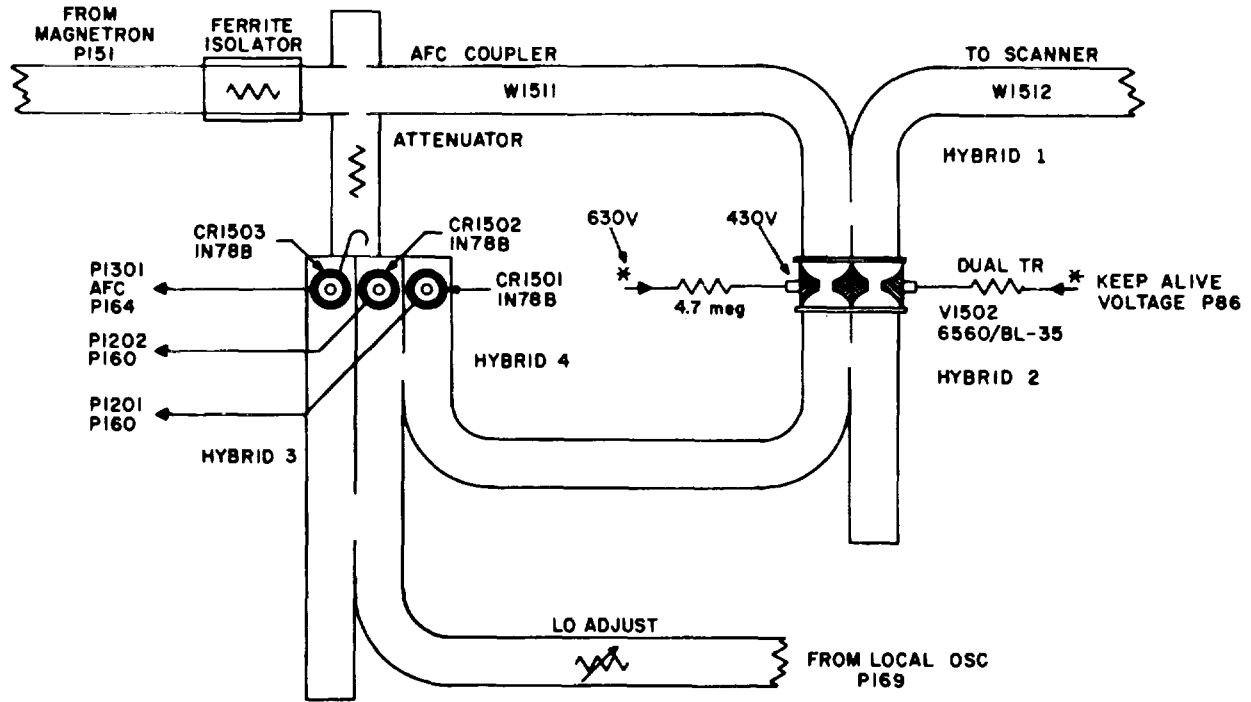 FROM
MAGNETRON
P151
FERRITE
ISOLATOR
AFC COUPLER
W1511
TO SCANNER
W1512
ATTENUATOR
HYBRID 1
CR1503
IN78B
CR1502
IN78B
630V
430V
P1301
AFC
P164
CR1501
IN78B
*
4.7 meg
DUAL TR
*
KEEP ALIVE
VOLTAGE P86
V1502
6560/BL-35
P1202
P160
HYBRID 4
HYBRID 2
P1201
P160
HYBRID 3
LO ADJUST
FROM LOCAL OSC
P169